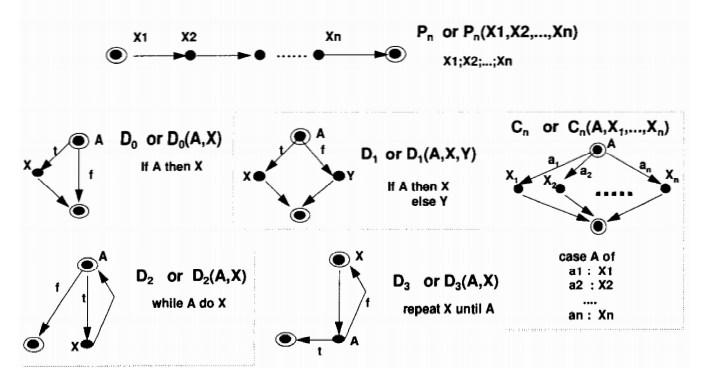 X1 X2 Xn
Pn or Pn(X1,X2,...,Xn)
X1;X2;...;Xn
A
t
X
f
D0 or D0(A,X)
If A then X
A
t f
X Y
D1 or D1(A,X,Y)
If A then X
else Y
Cn or Cn(A,X1,...,Xn)
A
a1 a2 an
X1 X2 ..... Xn
case A of
a1 : X1
a2 : X2
....
an : Xn
A
f
t
X
D2 or D2(A,X)
while A do X
X
f
A
t
D3 or D3(A,X)
repeat X until A